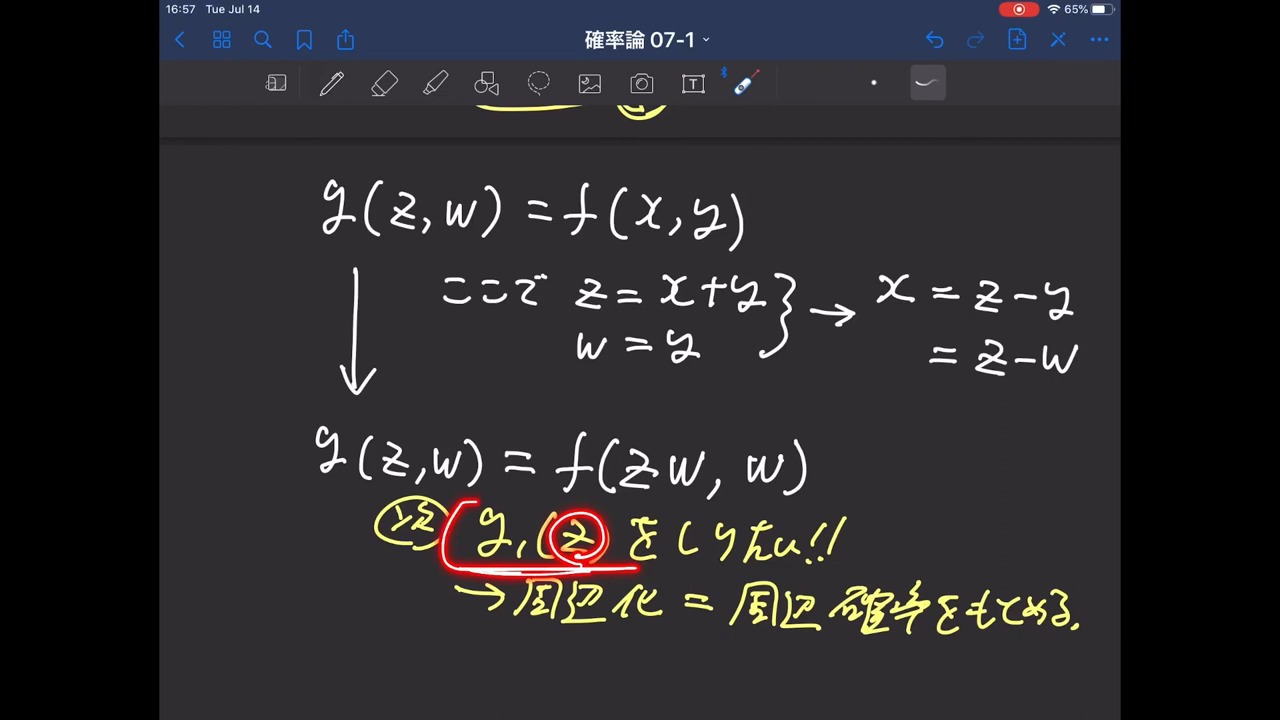 16:57 Tue Jul 14
65%
確率論 07-1
T
g(z,w) = f(x,y)
ここで z = x+y
w = y
→ x = z-y
= z-w
g(z,w) = f(zw, w)
g,(z をしりたい!!
→ 周辺化 = 周辺確率をもとめる.